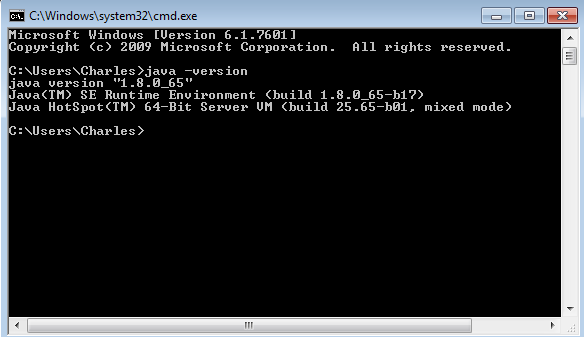 C:\Windows\system32\cmd.exe
Microsoft Windows [Version 6.1.7601]
Copyright (c) 2009 Microsoft Corporation.  All rights reserved.
C:\Users\Charles>java -version
java version "1.8.0_65"
Java(TM) SE Runtime Environment (build 1.8.0_65-b17)
Java HotSpot(TM) 64-Bit Server VM (build 25.65-b01, mixed mode)
C:\Users\Charles>